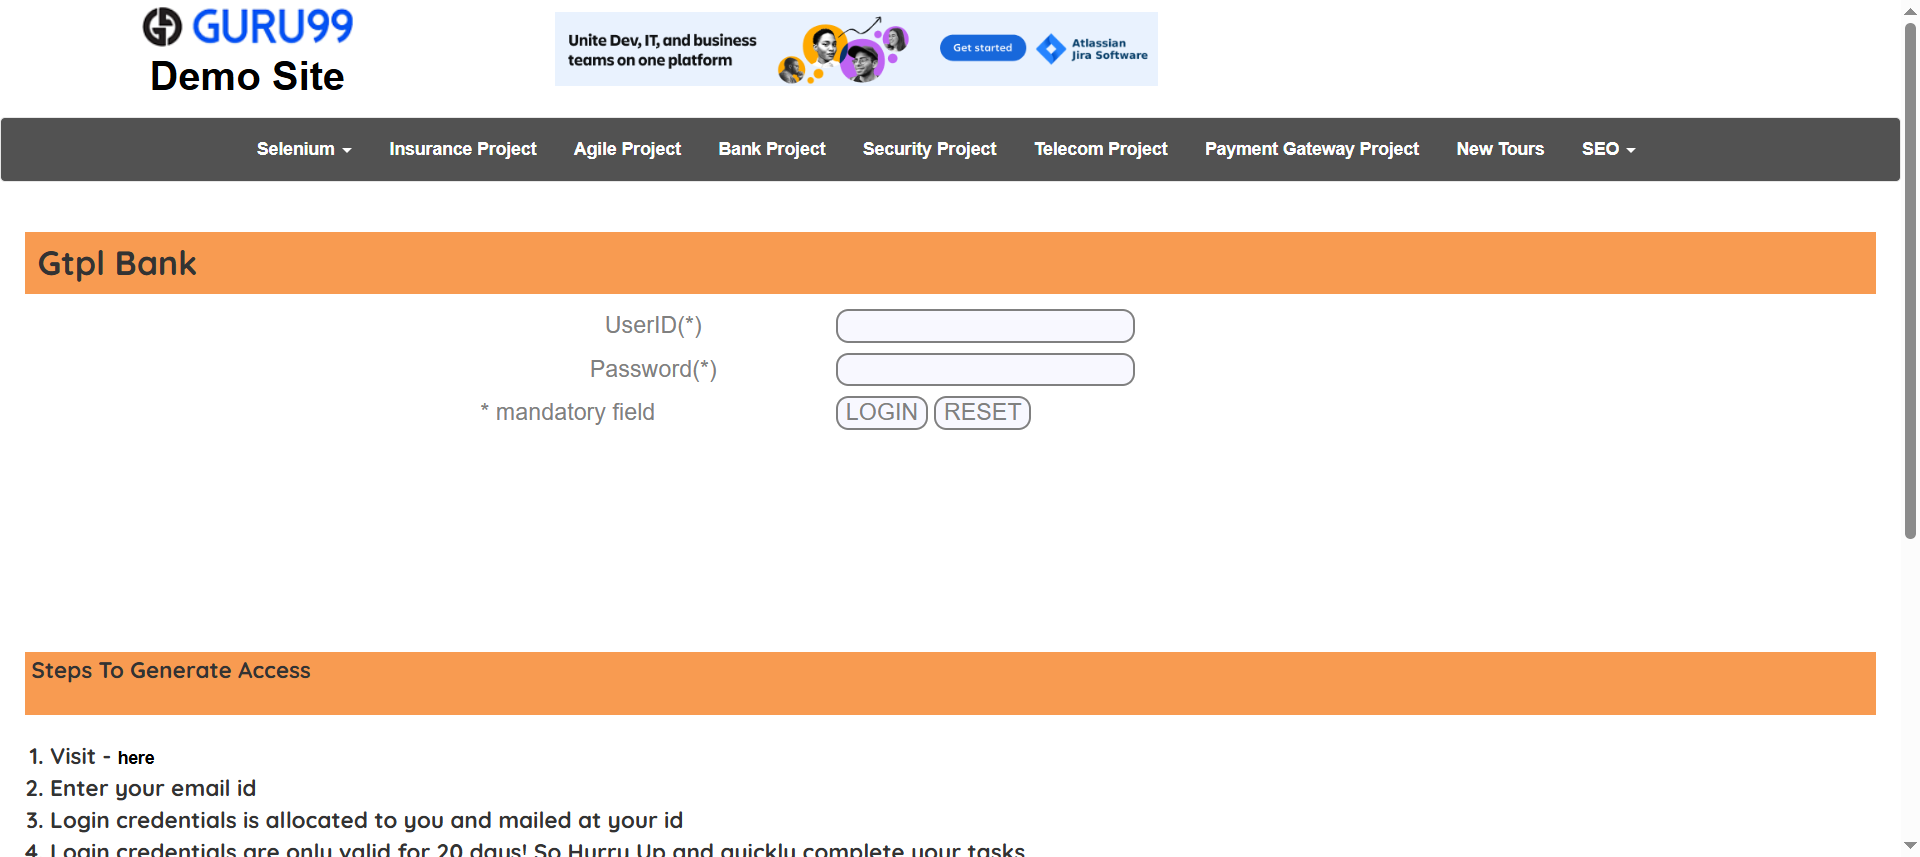 GURU99
Demo Site
Unite Dev, IT, and business
teams on one platform
Get started
Atlassian
Jira Software
Selenium
Insurance Project
Agile Project
Bank Project
Security Project
Telecom Project
Payment Gateway Project
New Tours
SEO
Gtpl Bank
UserID(*)
Password(*)
* mandatory field
LOGIN
RESET
Steps To Generate Access
1. Visit - here
2. Enter your email id
3. Login credentials is allocated to you and mailed at your id
4. Login credentials are only valid for 20 days! So Hurry Up and quickly complete your tasks